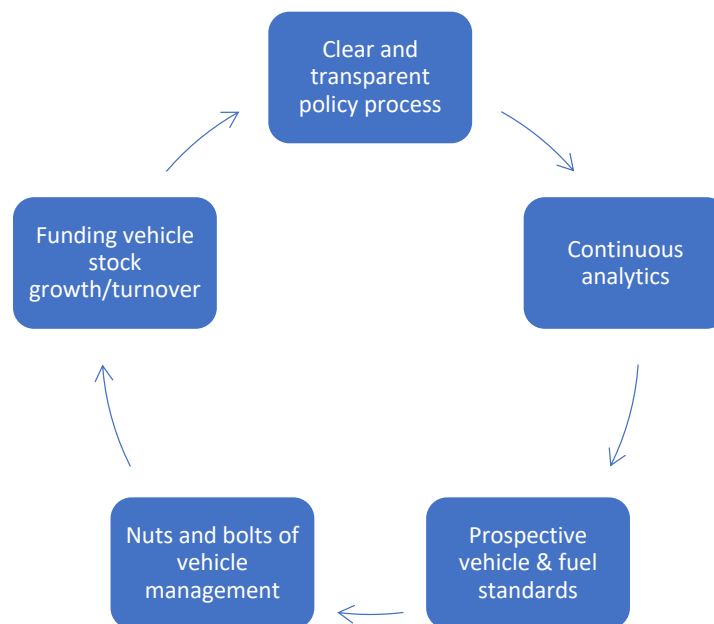 Clear and
transparent
policy process
Continuous
analytics
Prospective
vehicle & fuel
standards
Nuts and bolts of
vehicle
management
Funding vehicle
stock
growth/turnover